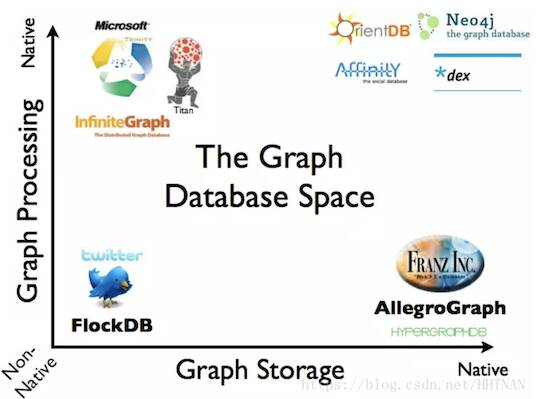 Microsoft
TRINITY
Titan
InfiniteGraph
The Distributed Graph Database
OrientDB
Neo4j
the graph database
Affinity
the social database
*dex
Native
Graph Processing
The Graph
Database Space
twitter
FlockDB
FRANZ INC.
AllegroGraph
HYPERGRAPHDB
Non-
Native
Graph Storage
Native
https://blog.csdn.net/HHTNAN